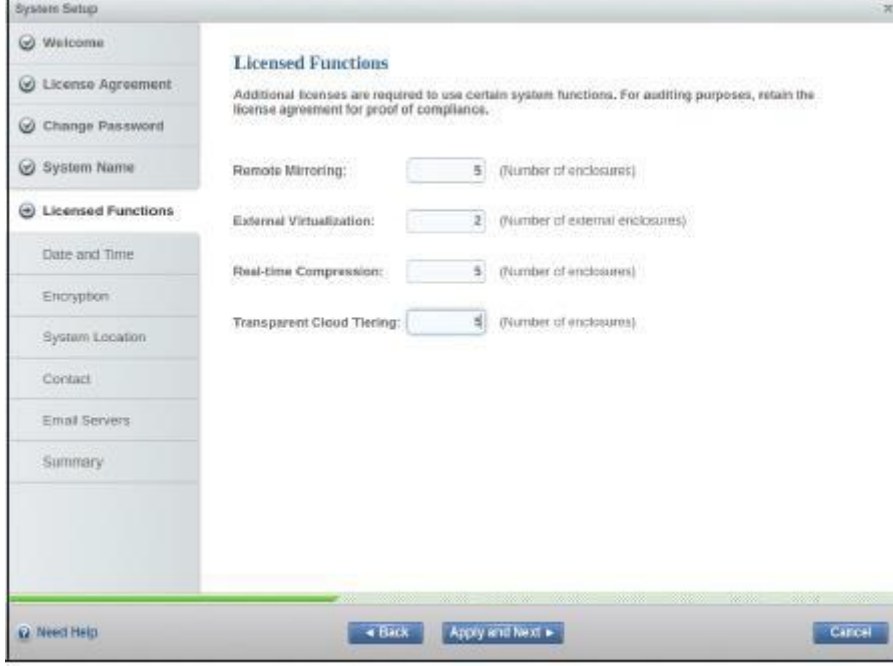 System Setup
Welcome
License Agreement
Change Password
System Name
Licensed Functions
Date and Time
Encryption
System Location
Contact
Email Servers
Summary
Licensed Functions
Additional licenses are required to use certain system functions. For auditing purposes, retain the
license agreement for proof of compliance.
Remote Mirroring: 5 (Number of enclosures)
External Virtualization: 2 (Number of external enclosures)
Real-time Compression: 5 (Number of enclosures)
Transparent Cloud Tiering: 5 (Number of enclosures)
Need Help
Back
Apply and Next
Cancel